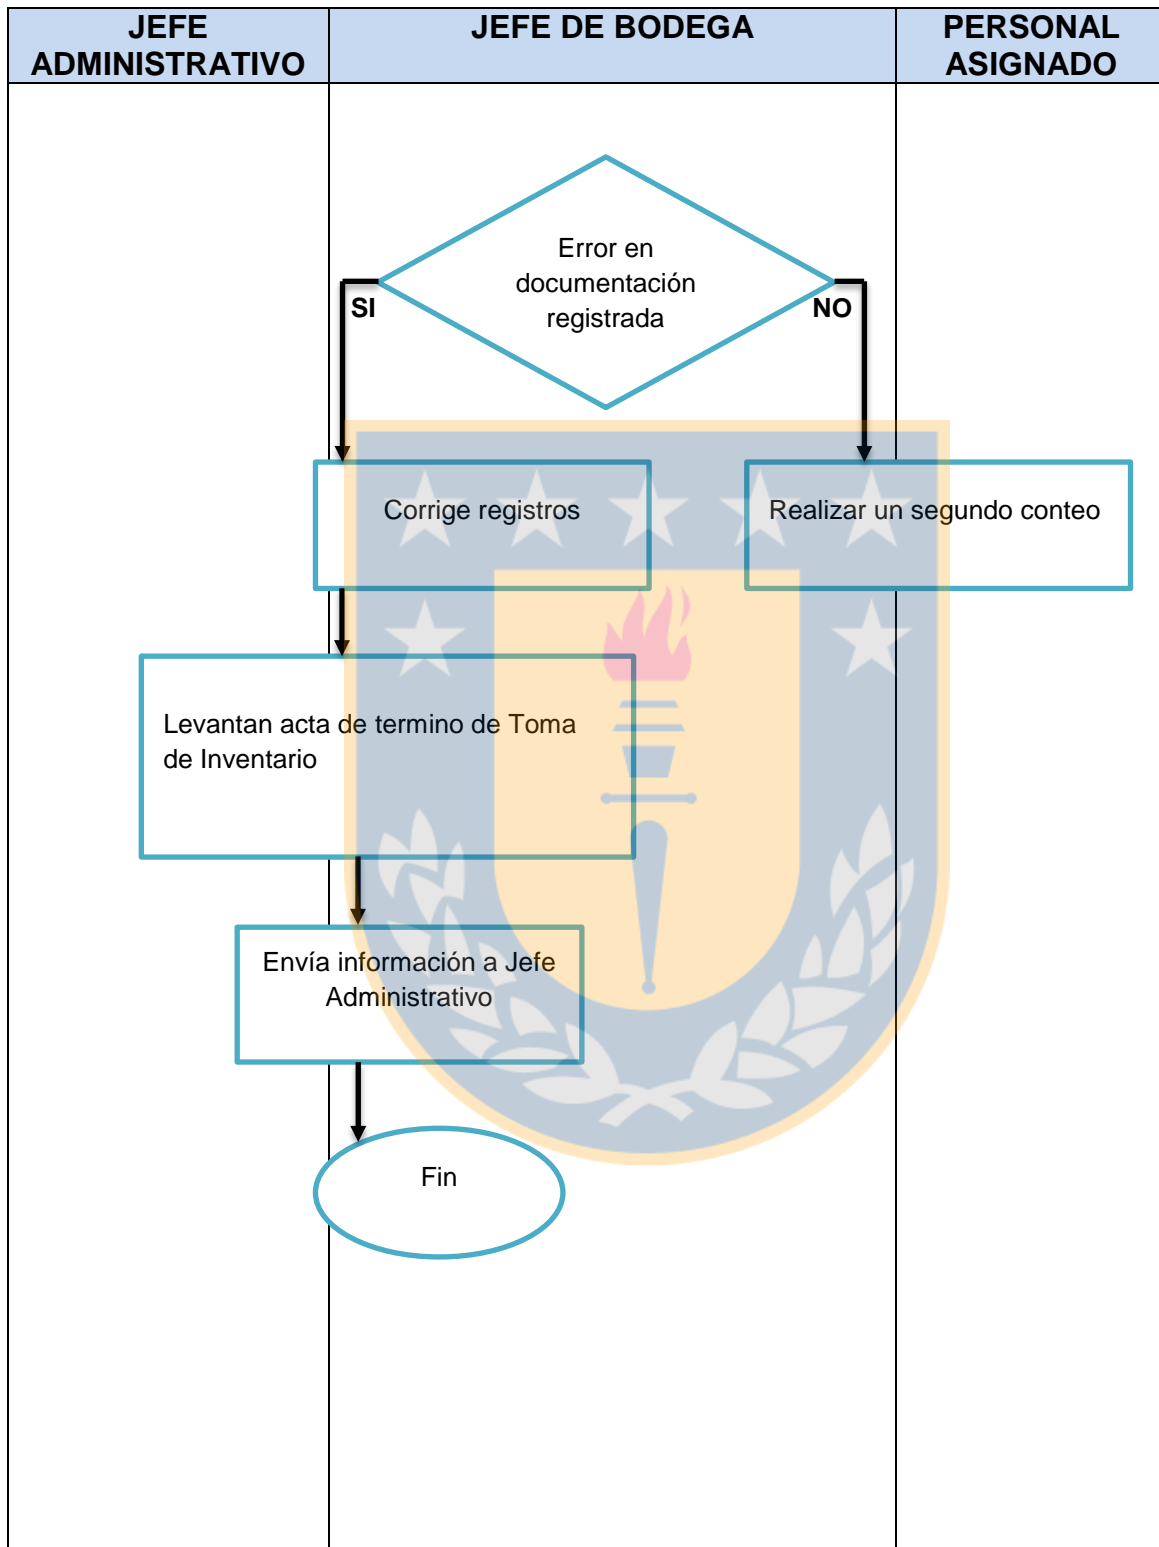 JEFE
ADMINISTRATIVO
JEFE DE BODEGA
PERSONAL
ASIGNADO
Error en
documentación
registrada
SI
NO
Corrige registros
Realizar un segundo conteo
Levantan acta de termino de Toma
de Inventario
Envía información a Jefe
Administrativo
Fin